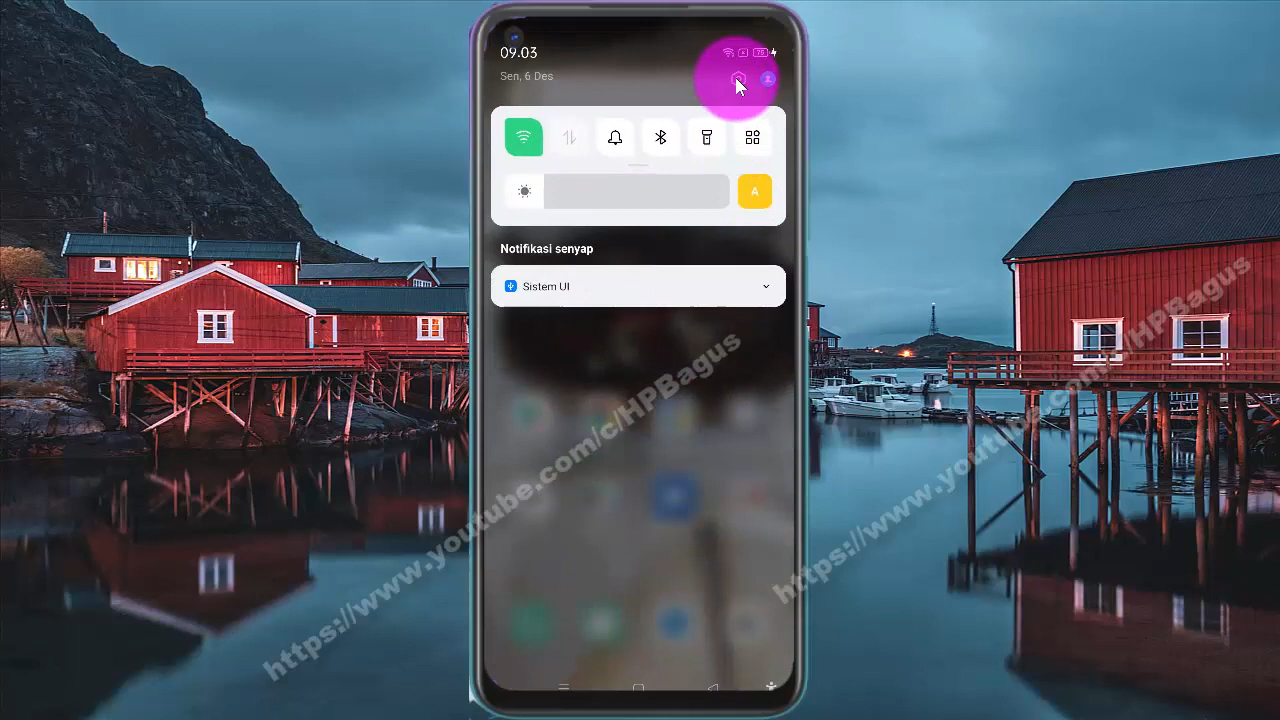 09.03
75
Sen, 6 Des
A
Notifikasi senyap
Sistem UI
https://www.youtube.com/c/HPBagus
https://www.youtube.com/c/HPBagus